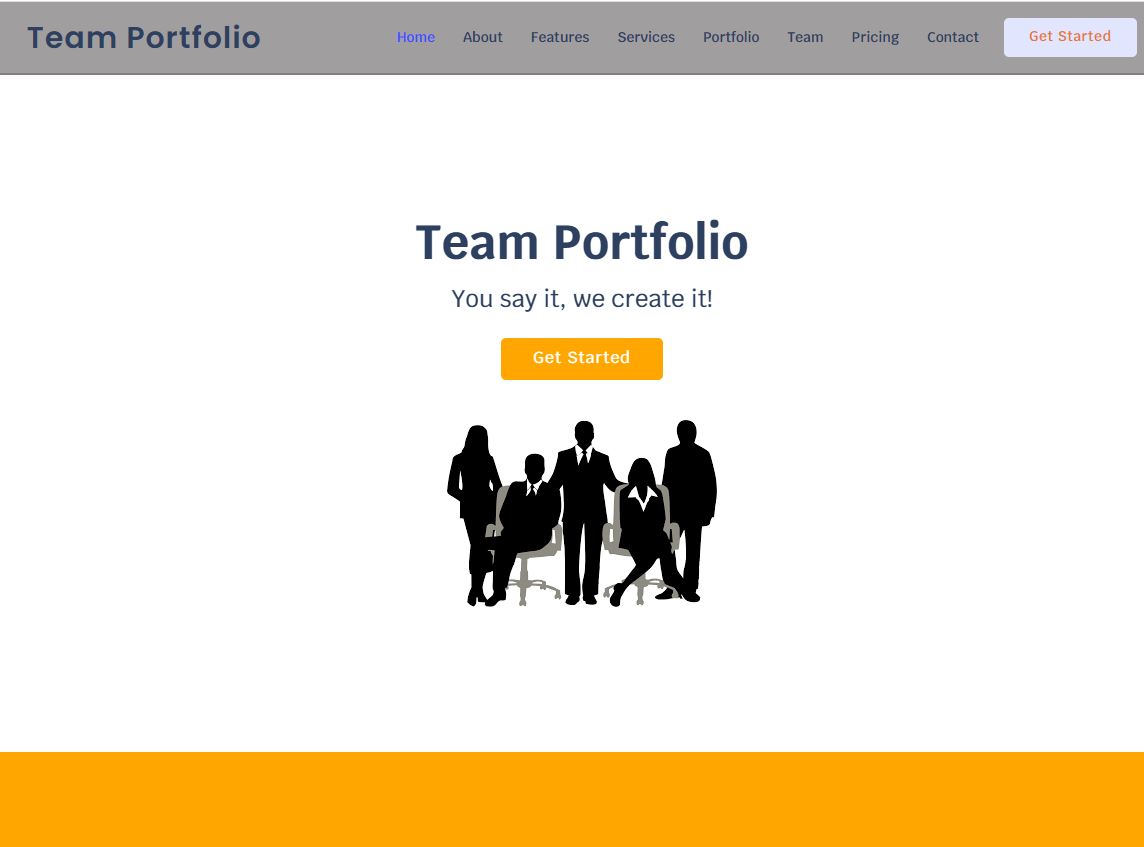 Team Portfolio Home About Features Services Portfolio Team Pricing Contact Get Started
Team Portfolio
You say it, we create it!
Get Started